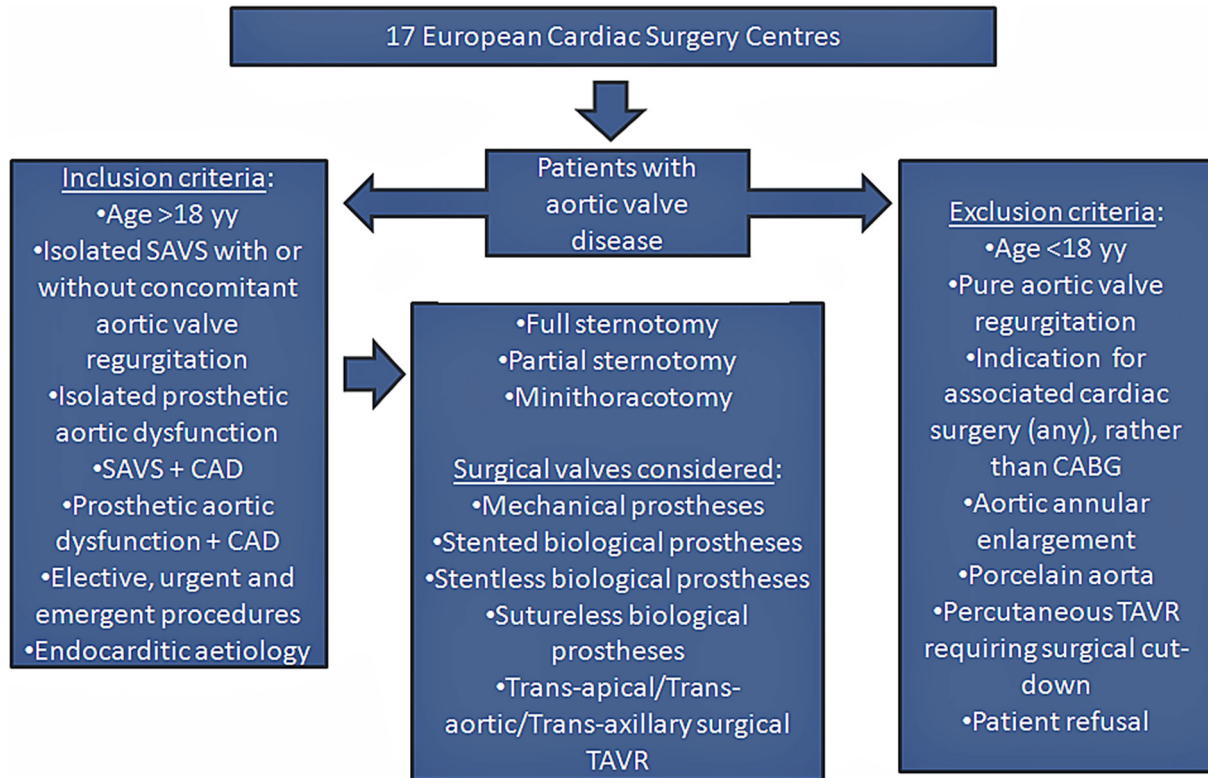 17 European Cardiac Surgery Centres
Patients with
aortic valve
disease
Inclusion criteria:
•Age >18 yy
•Isolated SAVS with or
without concomitant
aortic valve
regurgitation
•Isolated prosthetic
aortic dysfunction
•SAVS + CAD
•Prosthetic aortic
dysfunction + CAD
•Elective, urgent and
emergent procedures
•Endocarditic aetiology
•Full sternotomy
•Partial sternotomy
•Minithoracotomy
Surgical valves considered:
•Mechanical prostheses
•Stented biological prostheses
•Stentless biological prostheses
•Sutureless biological
prostheses
•Trans-apical/Trans-
aortic/Trans-axillary surgical
TAVR
Exclusion criteria:
•Age <18 yy
•Pure aortic valve
regurgitation
•Indication for
associated cardiac
surgery (any), rather
than CABG
•Aortic annular
enlargement
•Porcelain aorta
•Percutaneous TAVR
requiring surgical cut-
down
•Patient refusal